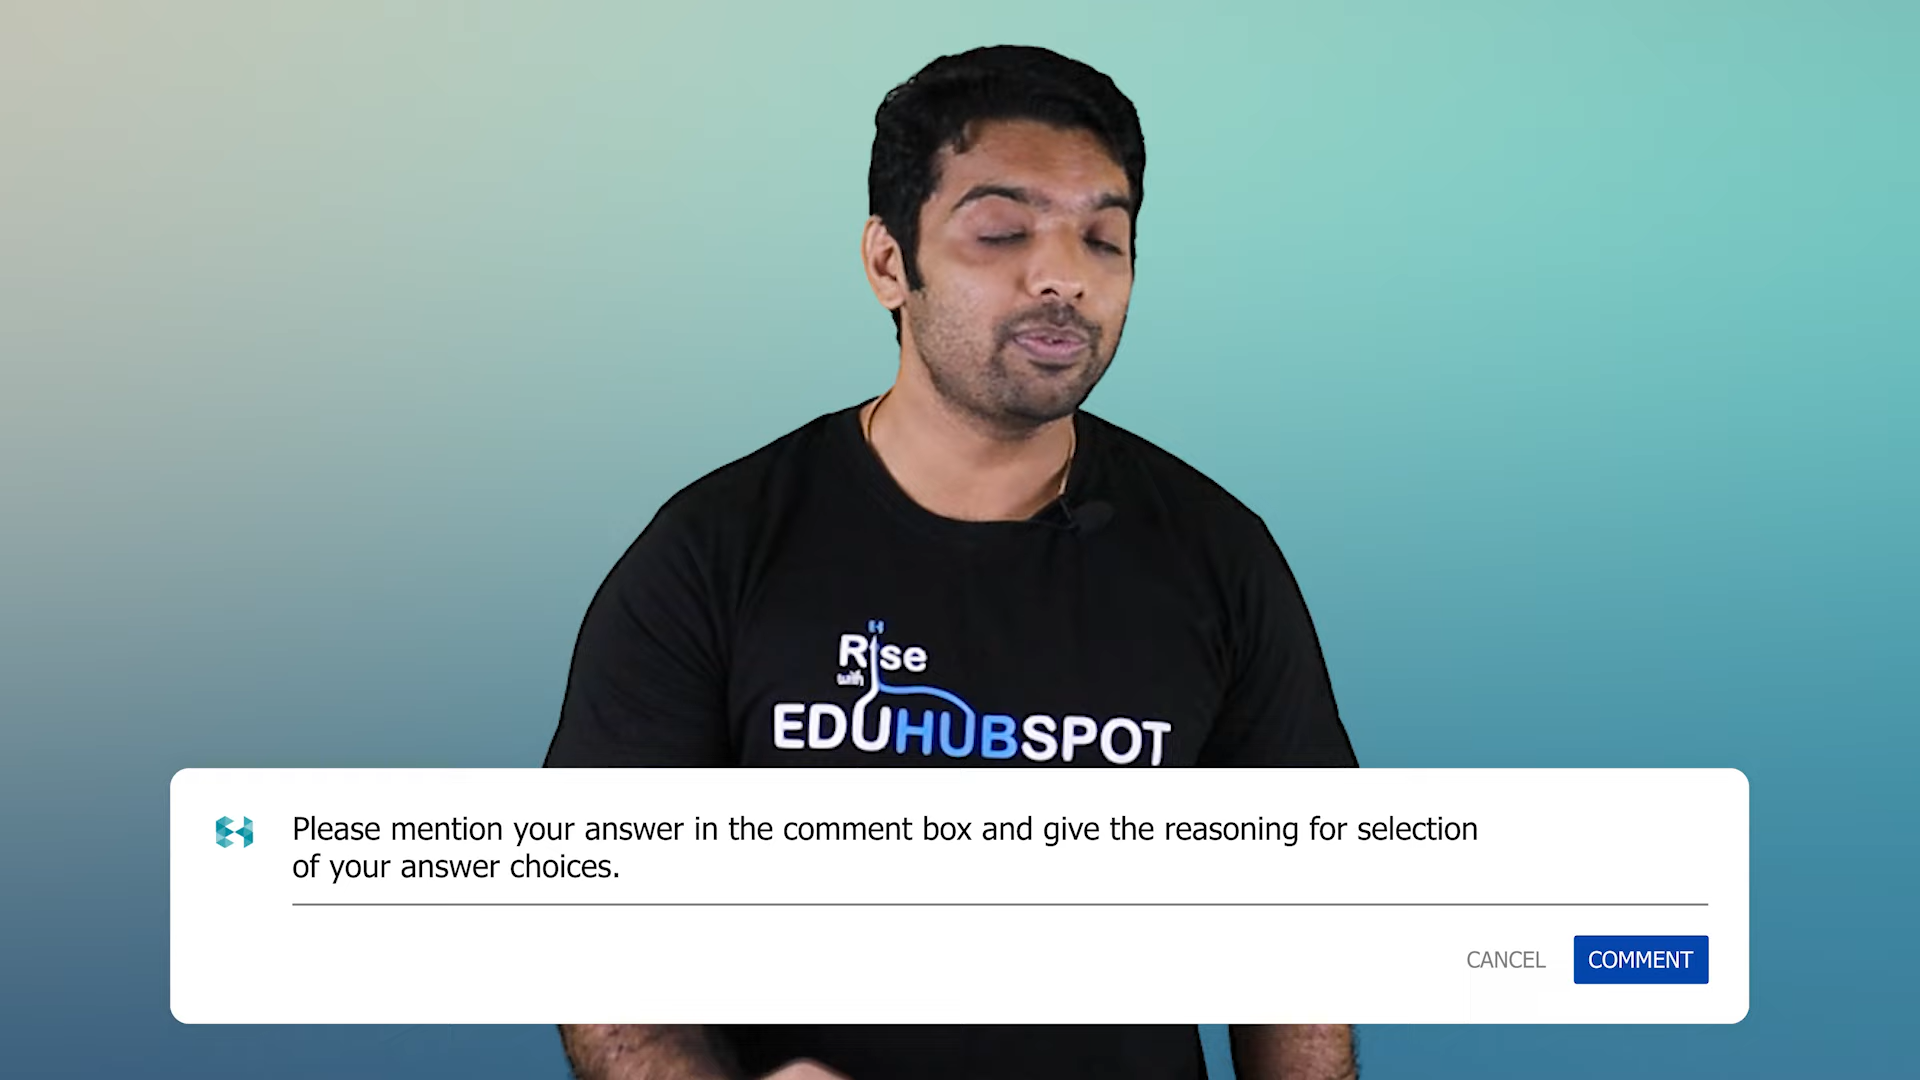 Rise
with
EDUHUBSPOT
Please mention your answer in the comment box and give the reasoning for selection
of your answer choices.
CANCEL
COMMENT